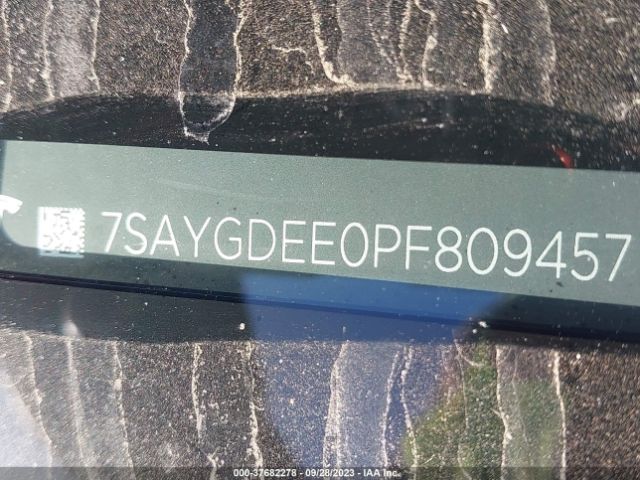 7SAYGDEE0PF809457
000-37682278 - 09/28/2023 - IAA Inc.